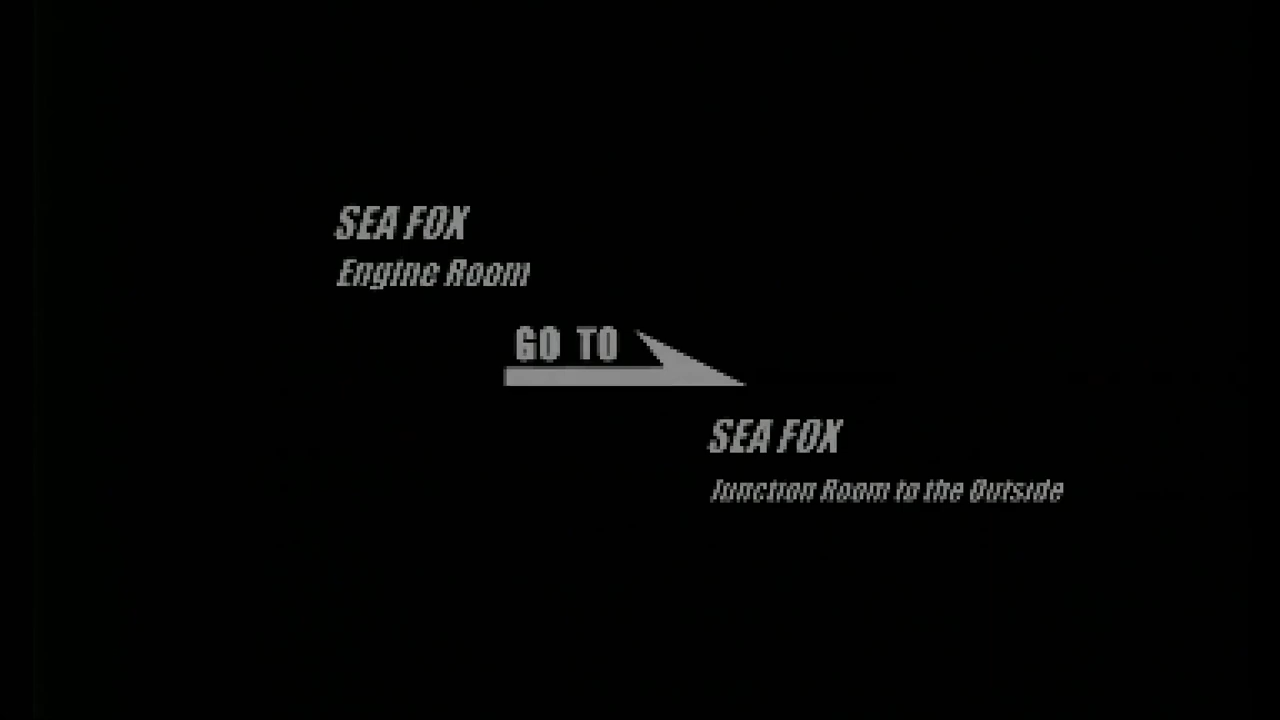 SEA FOX
Engine Room
GO TO
SEA FOX
Junction Room to the Outside